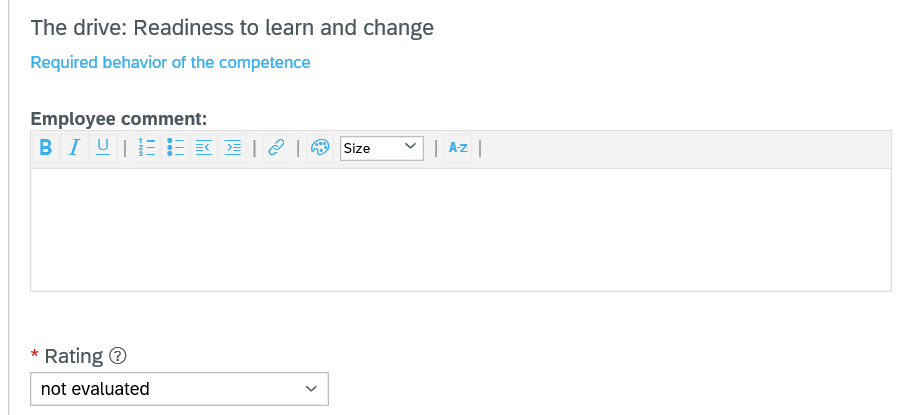 The drive: Readiness to learn and change
Required behavior of the competence
Employee comment:
B I U | | | Size | A-Z |
* Rating ?
not evaluated